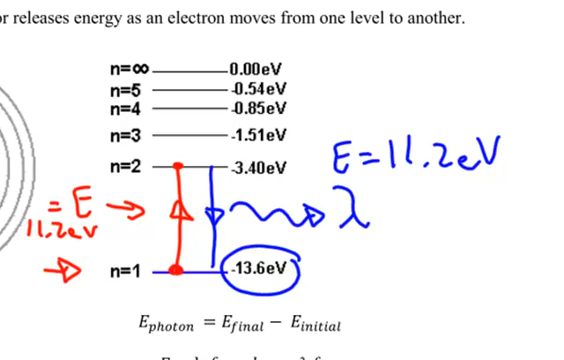 or releases energy as an electron moves from one level to another.
n=∞ 0.00eV
n=5 -0.54eV
n=4 -0.85eV
n=3 -1.51eV
n=2 -3.40eV
E=11.2eV
=E
11.2eV
λ
n=1 -13.6eV
E_photon = E_final − E_initial